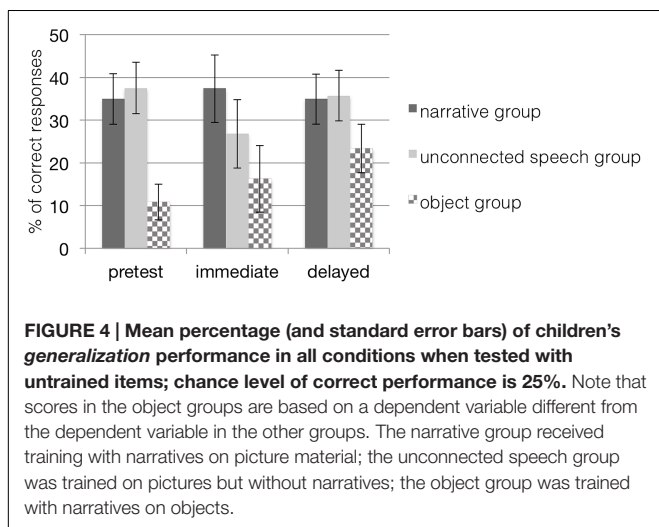 50
40
30
20
10
0
% of correct responses
pretest
immediate
delayed
narrative group
unconnected speech group
object group
FIGURE 4 | Mean percentage (and standard error bars) of children's
generalization performance in all conditions when tested with
untrained items; chance level of correct performance is 25%. Note that
scores in the object groups are based on a dependent variable different from
the dependent variable in the other groups. The narrative group received
training with narratives on picture material; the unconnected speech group
was trained on pictures but without narratives; the object group was trained
with narratives on objects.